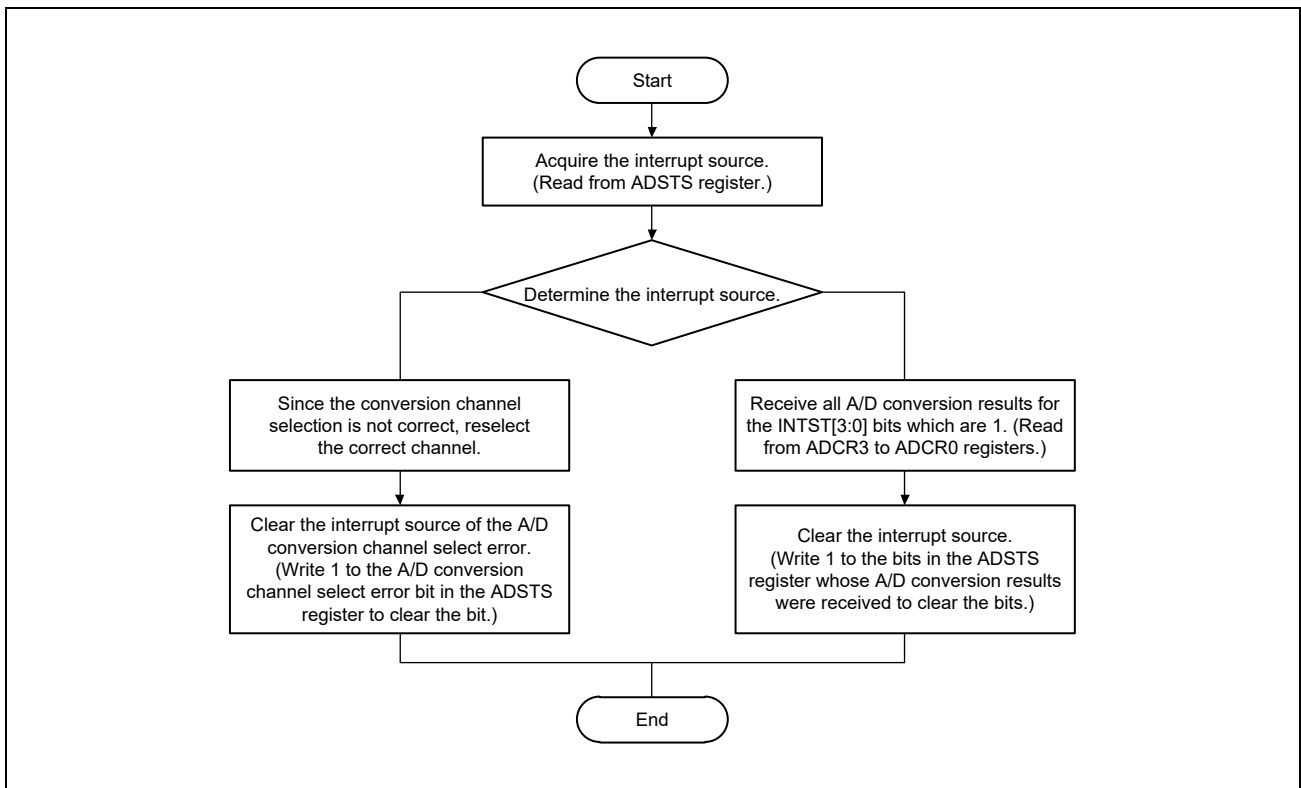 Start
Acquire the interrupt source.
(Read from ADSTS register.)
Determine the interrupt source.
Since the conversion channel
selection is not correct, reselect
the correct channel.
Receive all A/D conversion results for
the INTST[3:0] bits which are 1. (Read
from ADCR3 to ADCR0 registers.)
Clear the interrupt source of the A/D
conversion channel select error.
(Write 1 to the A/D conversion
channel select error bit in the ADSTS
register to clear the bit.)
Clear the interrupt source.
(Write 1 to the bits in the ADSTS
register whose A/D conversion results
were received to clear the bits.)
End